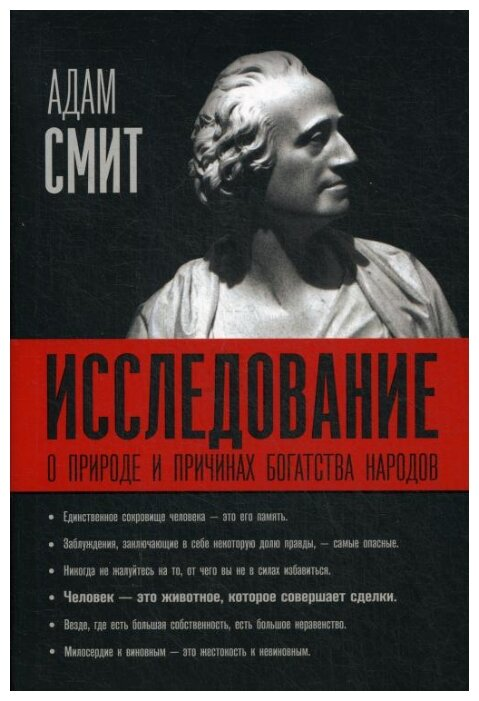 АДАМ
СМИТ
ИССЛЕДОВАНИЕ
О ПРИРОДЕ И ПРИЧИНАХ БОГАТСТВА НАРОДОВ
• Единственное сокровище человека — это его память.
• Заблуждения, заключающие в себе некоторую долю правды, — самые опасные.
• Никогда не жалуйтесь на то, от чего вы не в силах избавиться.
• Человек — это животное, которое совершает сделки.
• Везде, где есть большая собственность, есть большое неравенство.
• Милосердие к виновным — это жестокость к невиновным.